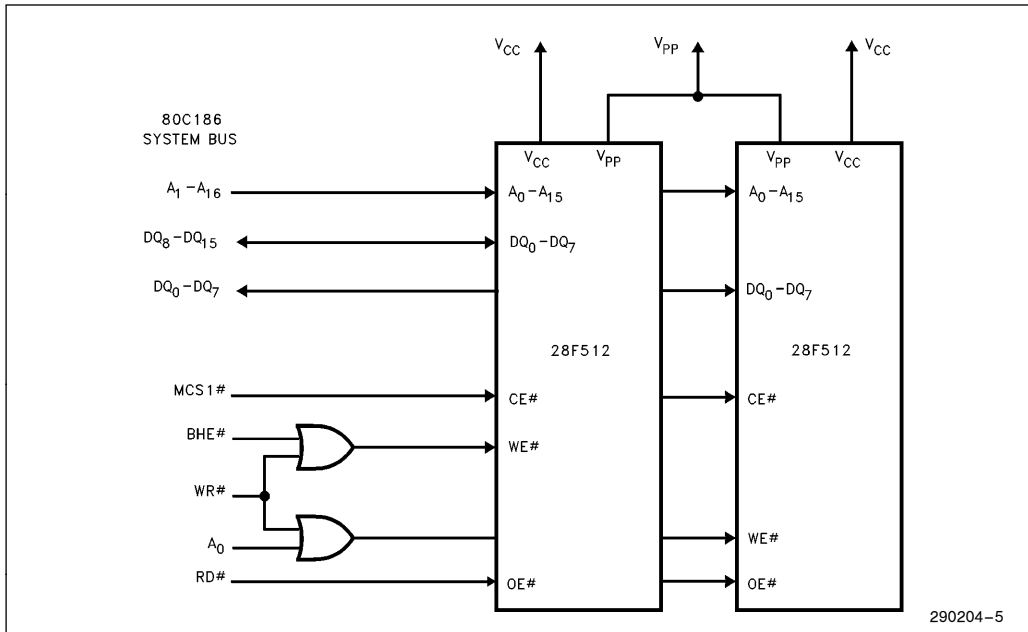 V_CC
V_PP
V_CC
80C186
SYSTEM BUS
V_CC
V_PP
V_PP
V_CC
A_1 –A_16
A_0–A_15
A_0–A_15
DQ_8–DQ_15
DQ_0–DQ_7
DQ_0–DQ_7
DQ_0–DQ_7
28F512
28F512
MCS1#
CE#
CE#
BHE#
WE#
WR#
A_0
WE#
RD#
OE#
OE#
290204–5